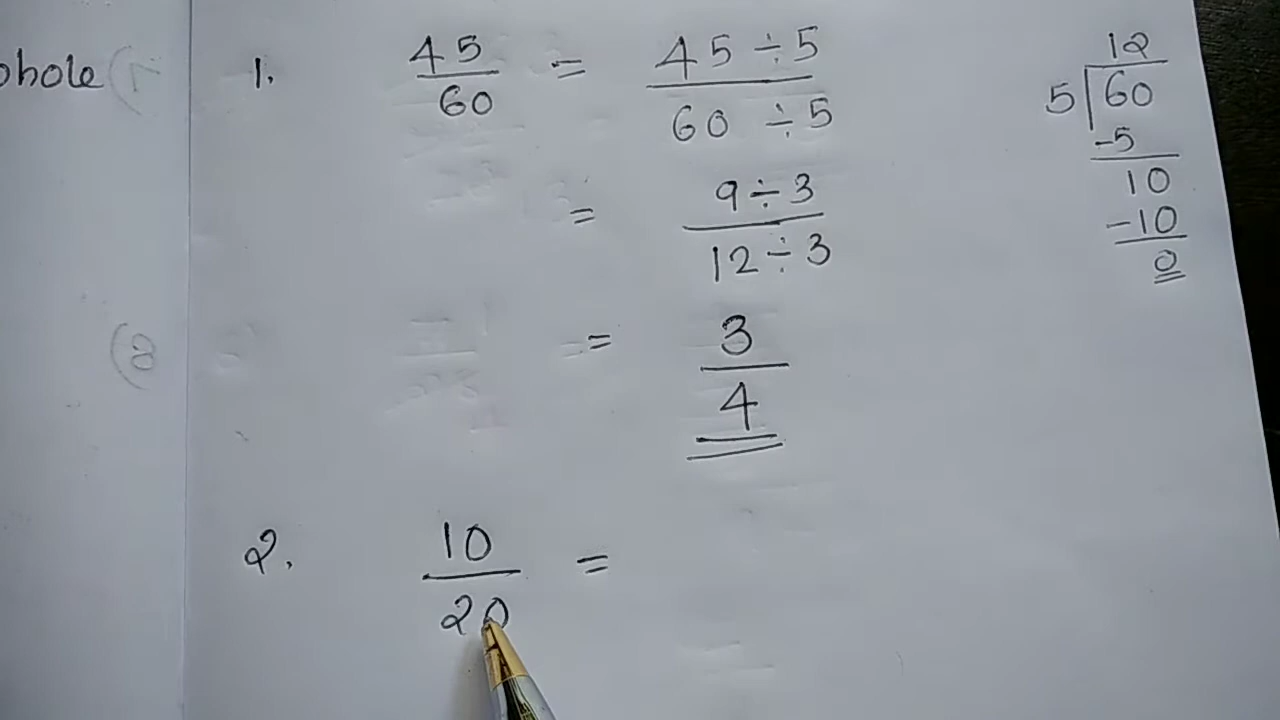 1. 45/60 = 45 ÷ 5/60 ÷ 5
= 9 ÷ 3/12 ÷ 3
= 3/4
2. 10/20 =
12
5 60
-5
10
-10
0